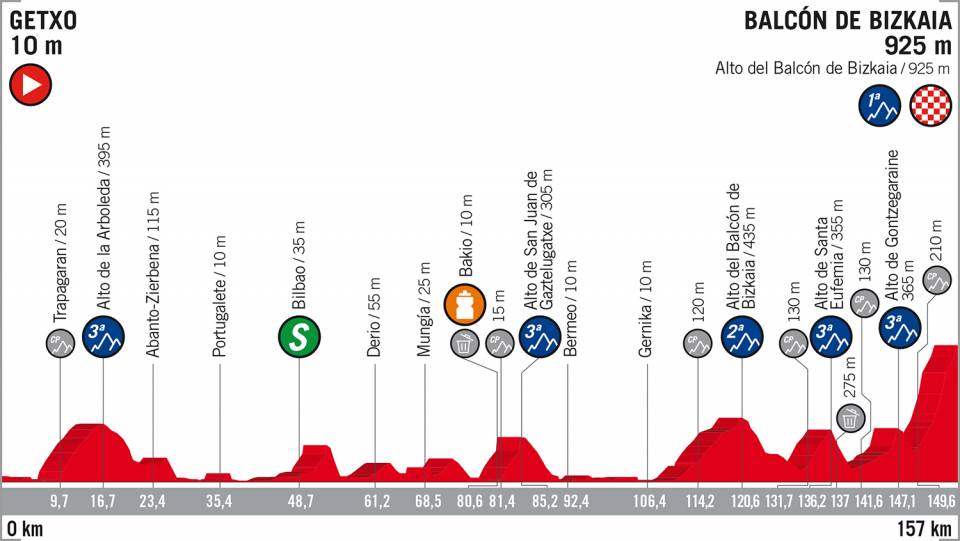 GETXO
10 m
BALCÓN DE BIZKAIA
925 m
Alto del Balcón de Bizkaia / 925 m
1ª
Trapagaran / 20 m
CP
Alto de la Arboleda / 395 m
3ª
Abanto-Zierbena / 115 m
Portugalete / 10 m
Bilbao / 35 m
S
Derio / 55 m
Mungía / 25 m
Bakio / 10 m
15 m
CP
Alto de San Juan de
Gaztelugatxe / 305 m
3ª
Bermeo / 10 m
Gernika / 10 m
120 m
CP
Alto del Balcón de
Bizkaia / 435 m
2ª
130 m
CP
Alto de Santa
Eufemia / 355 m
3ª
275 m
130 m
CP
Alto de Gontzegaraine
365 m
3ª
210 m
CP
9,7 16,7 23,4 35,4 48,7 61,2 68,5 80,6 81,4 85,2 92,4 106,4 114,2 120,6 131,7 136,2 137 141,6 147,1 149,6
0 km
157 km